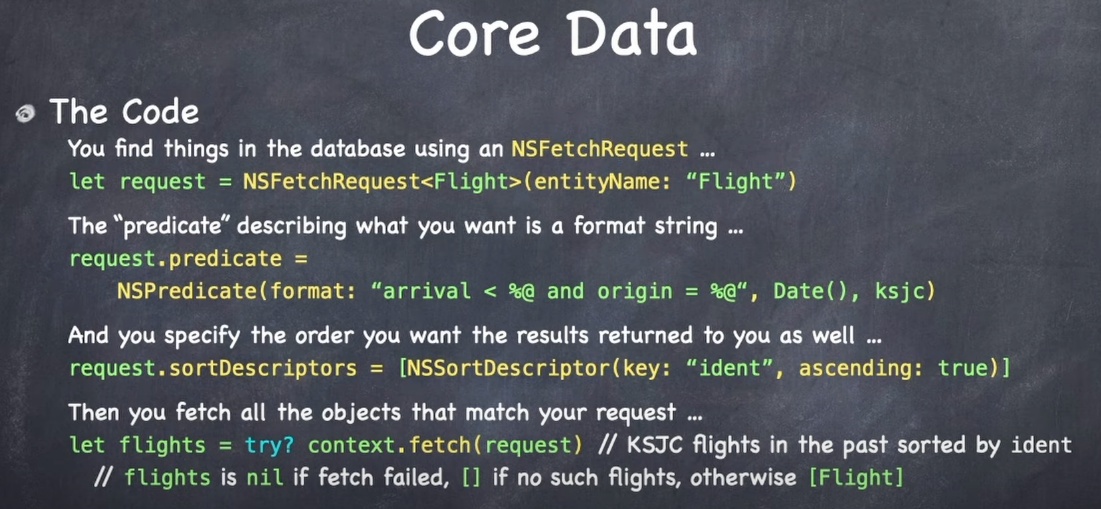 Core Data
The Code
You find things in the database using an NSFetchRequest ...
let request = NSFetchRequest<Flight>(entityName: “Flight”)
The “predicate” describing what you want is a format string ...
request.predicate =
NSPredicate(format: “arrival < %@ and origin = %@“, Date(), ksjc)
And you specify the order you want the results returned to you as well ...
request.sortDescriptors = [NSSortDescriptor(key: “ident”, ascending: true)]
Then you fetch all the objects that match your request ...
let flights = try? context.fetch(request) // KSJC flights in the past sorted by ident
// flights is nil if fetch failed, [] if no such flights, otherwise [Flight]